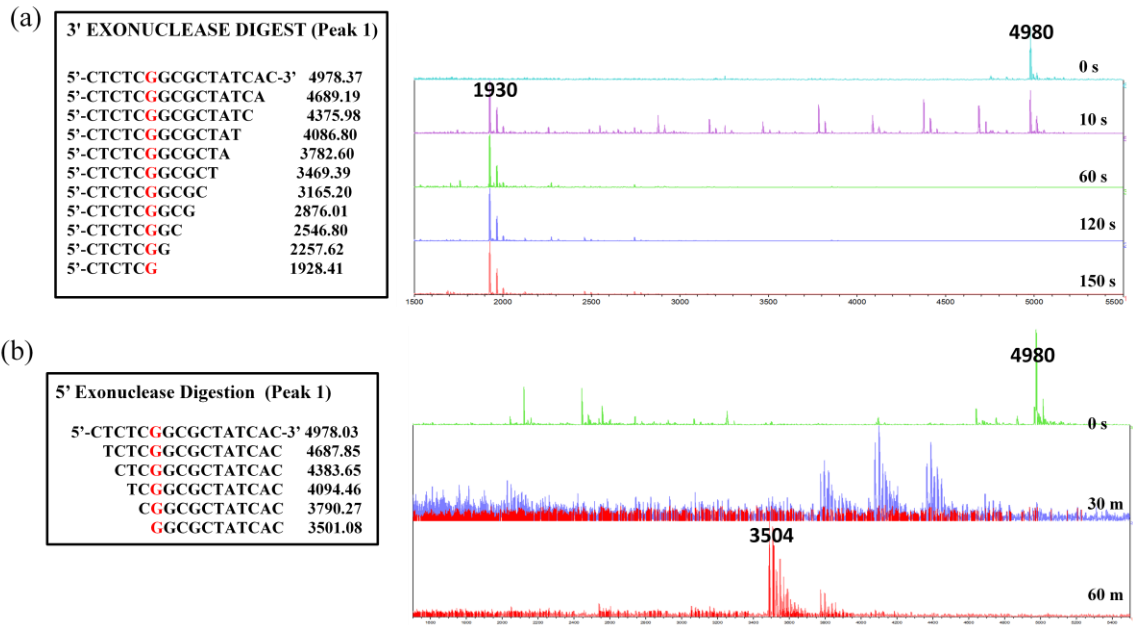 (a)
3' EXONUCLEASE DIGEST (Peak 1)
5'-CTCTCGGCGCTATCAC-3' 4978.37
5'-CTCTCGGCGCTATCA 4689.19
5'-CTCTCGGCGCTATC 4375.98
5'-CTCTCGGCGCTAT 4086.80
5'-CTCTCGGCGCTA 3782.60
5'-CTCTCGGCGCT 3469.39
5'-CTCTCGGCGC 3165.20
5'-CTCTCGGCG 2876.01
5'-CTCTCGGC 2546.80
5'-CTCTCGG 2257.62
5'-CTCTCG 1928.41
4980
0 s
1930
10 s
60 s
120 s
150 s
1500 2000 2500 3000 3500 4000 4500 5000 5500
(b)
5' Exonuclease Digestion (Peak 1)
5'-CTCTCGGCGCTATCAC-3' 4978.03
TCTCGGCGCTATCAC 4687.85
CTCGGCGCTATCAC 4383.65
TCGGCGCTATCAC 4094.46
CGGCGCTATCAC 3790.27
GGCGCTATCAC 3501.08
4980
0 s
30 m
3504
60 m